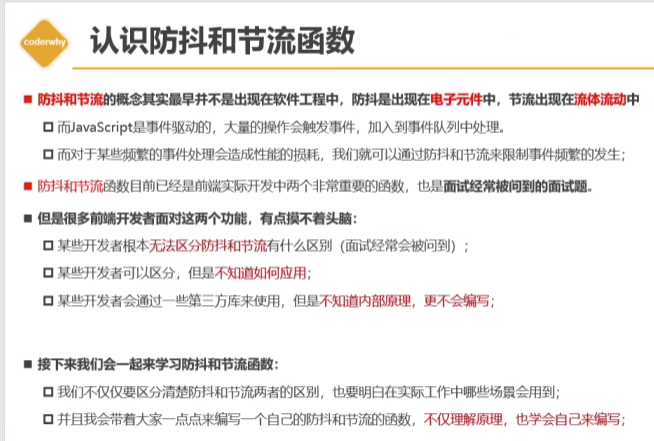 coderwhy
认识防抖和节流函数
防抖和节流的概念其实最早并不是出现在软件工程中，防抖是出现在电子元件中，节流出现在流体流动中
而JavaScript是事件驱动的，大量的操作会触发事件，加入到事件队列中处理。
而对于某些频繁的事件处理会造成性能的损耗，我们就可以通过防抖和节流来限制事件频繁的发生；
防抖和节流函数目前已经是前端实际开发中两个非常重要的函数，也是面试经常被问到的面试题。
但是很多前端开发者面对这两个功能，有点摸不着头脑：
某些开发者根本无法区分防抖和节流有什么区别（面试经常会被问到）；
某些开发者可以区分，但是不知道如何应用；
某些开发者会通过一些第三方库来使用，但是不知道内部原理，更不会编写；
接下来我们会一起来学习防抖和节流函数：
我们不仅仅要区分清楚防抖和节流两者的区别，也要明白在实际工作中哪些场景会用到；
并且我会带着大家一点点来编写一个自己的防抖和节流的函数，不仅理解原理，也学会自己来编写；